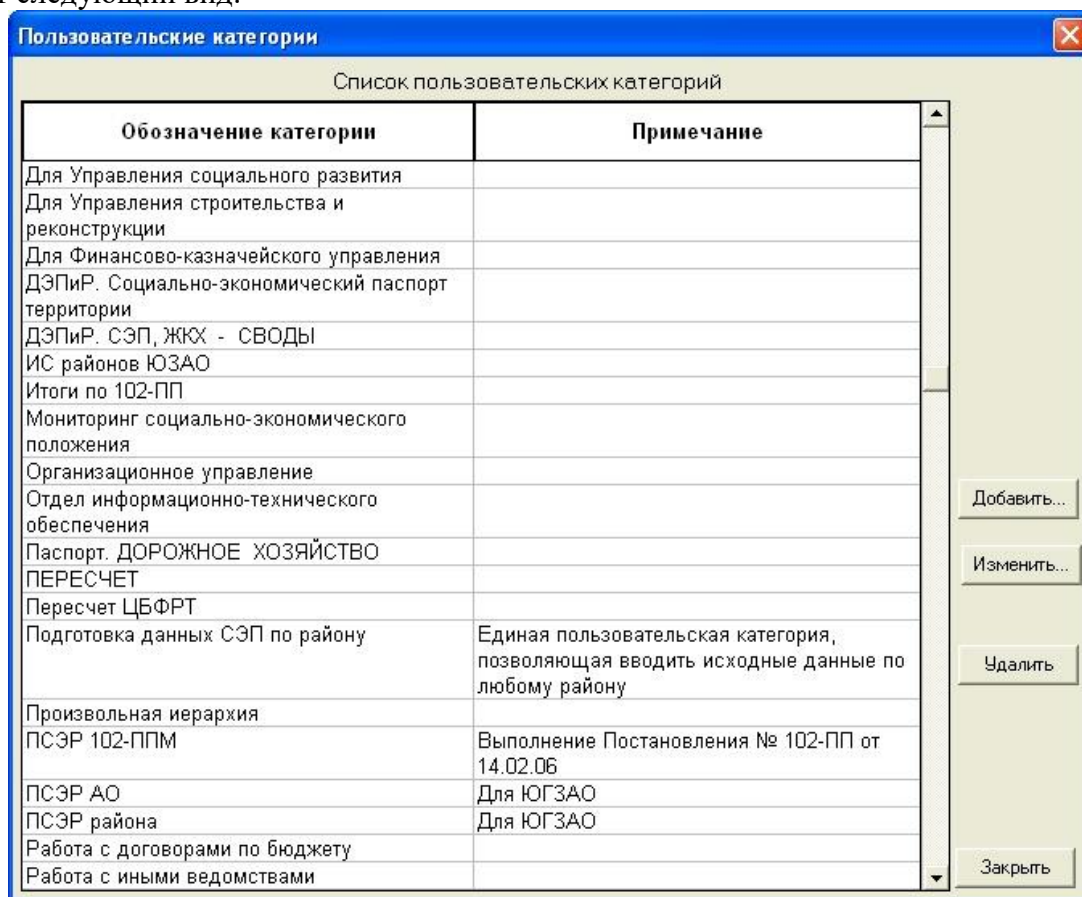 следующий вид:
Пользовательские категории
Список пользовательских категорий
Обозначение категории
Примечание
Для Управления социального развития
Для Управления строительства и
реконструкции
Для Финансово-казначейского управления
ДЭПиР. Социально-экономический паспорт
территории
ДЭПиР. СЭП, ЖКХ - СВОДЫ
ИС районов ЮЗАО
Итоги по 102-ПП
Мониторинг социально-экономического
положения
Организационное управление
Отдел информационно-технического
обеспечения
Паспорт. ДОРОЖНОЕ ХОЗЯЙСТВО
ПЕРЕСЧЕТ
Пересчет ЦБФРТ
Подготовка данных СЭП по району
Единая пользовательская категория,
позволяющая вводить исходные данные по
любому району
Произвольная иерархия
ПСЭР 102-ППМ
Выполнение Постановления № 102-ПП от
14.02.06
ПСЭР АО
Для ЮГЗАО
ПСЭР района
Для ЮГЗАО
Работа с договорами по бюджету
Работа с иными ведомствами
Добавить...
Изменить...
Удалить
Закрыть